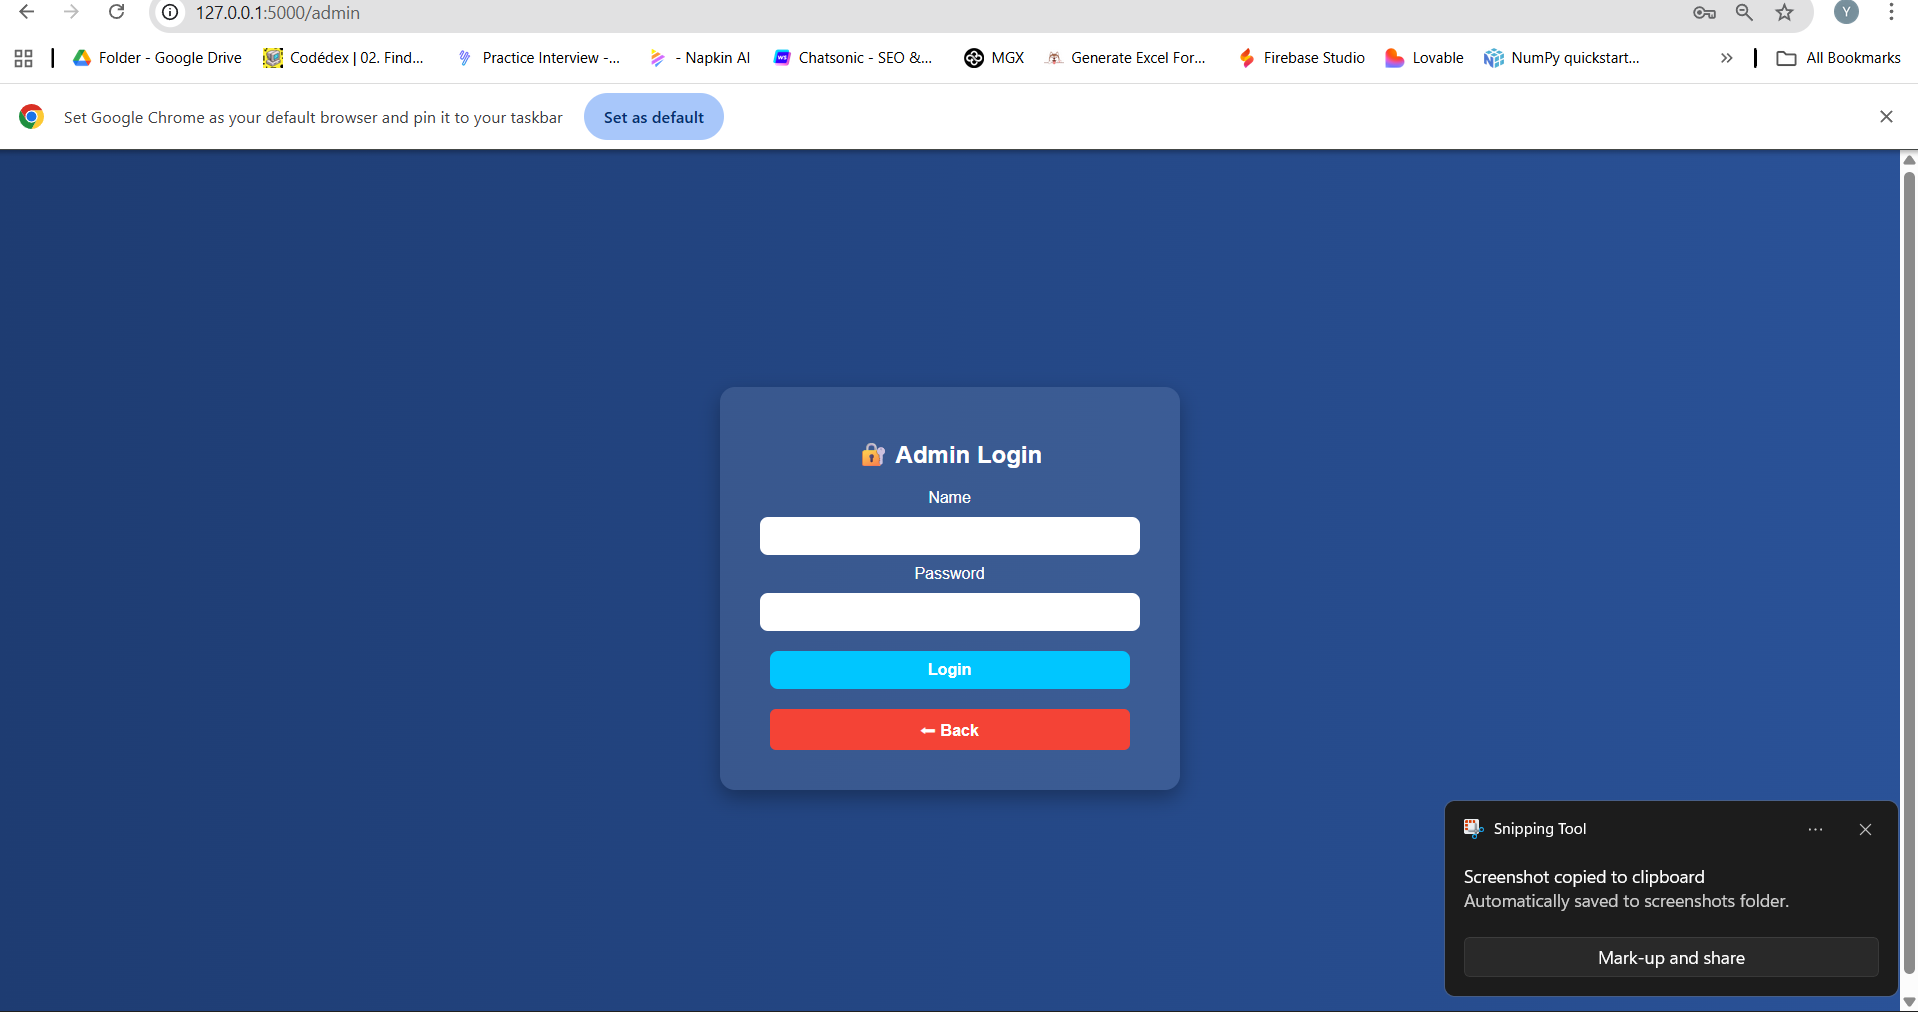 127.0.0.1:5000/admin
Y
Folder - Google Drive
Codédex | 02. Find...
Practice Interview -...
- Napkin AI
Chatsonic - SEO &...
MGX
Generate Excel For...
Firebase Studio
Lovable
NumPy quickstart...
»
All Bookmarks
Set Google Chrome as your default browser and pin it to your taskbar
Set as default
🔐 Admin Login
Name
Password
Login
⬅ Back
Snipping Tool
Screenshot copied to clipboard
Automatically saved to screenshots folder.
Mark-up and share